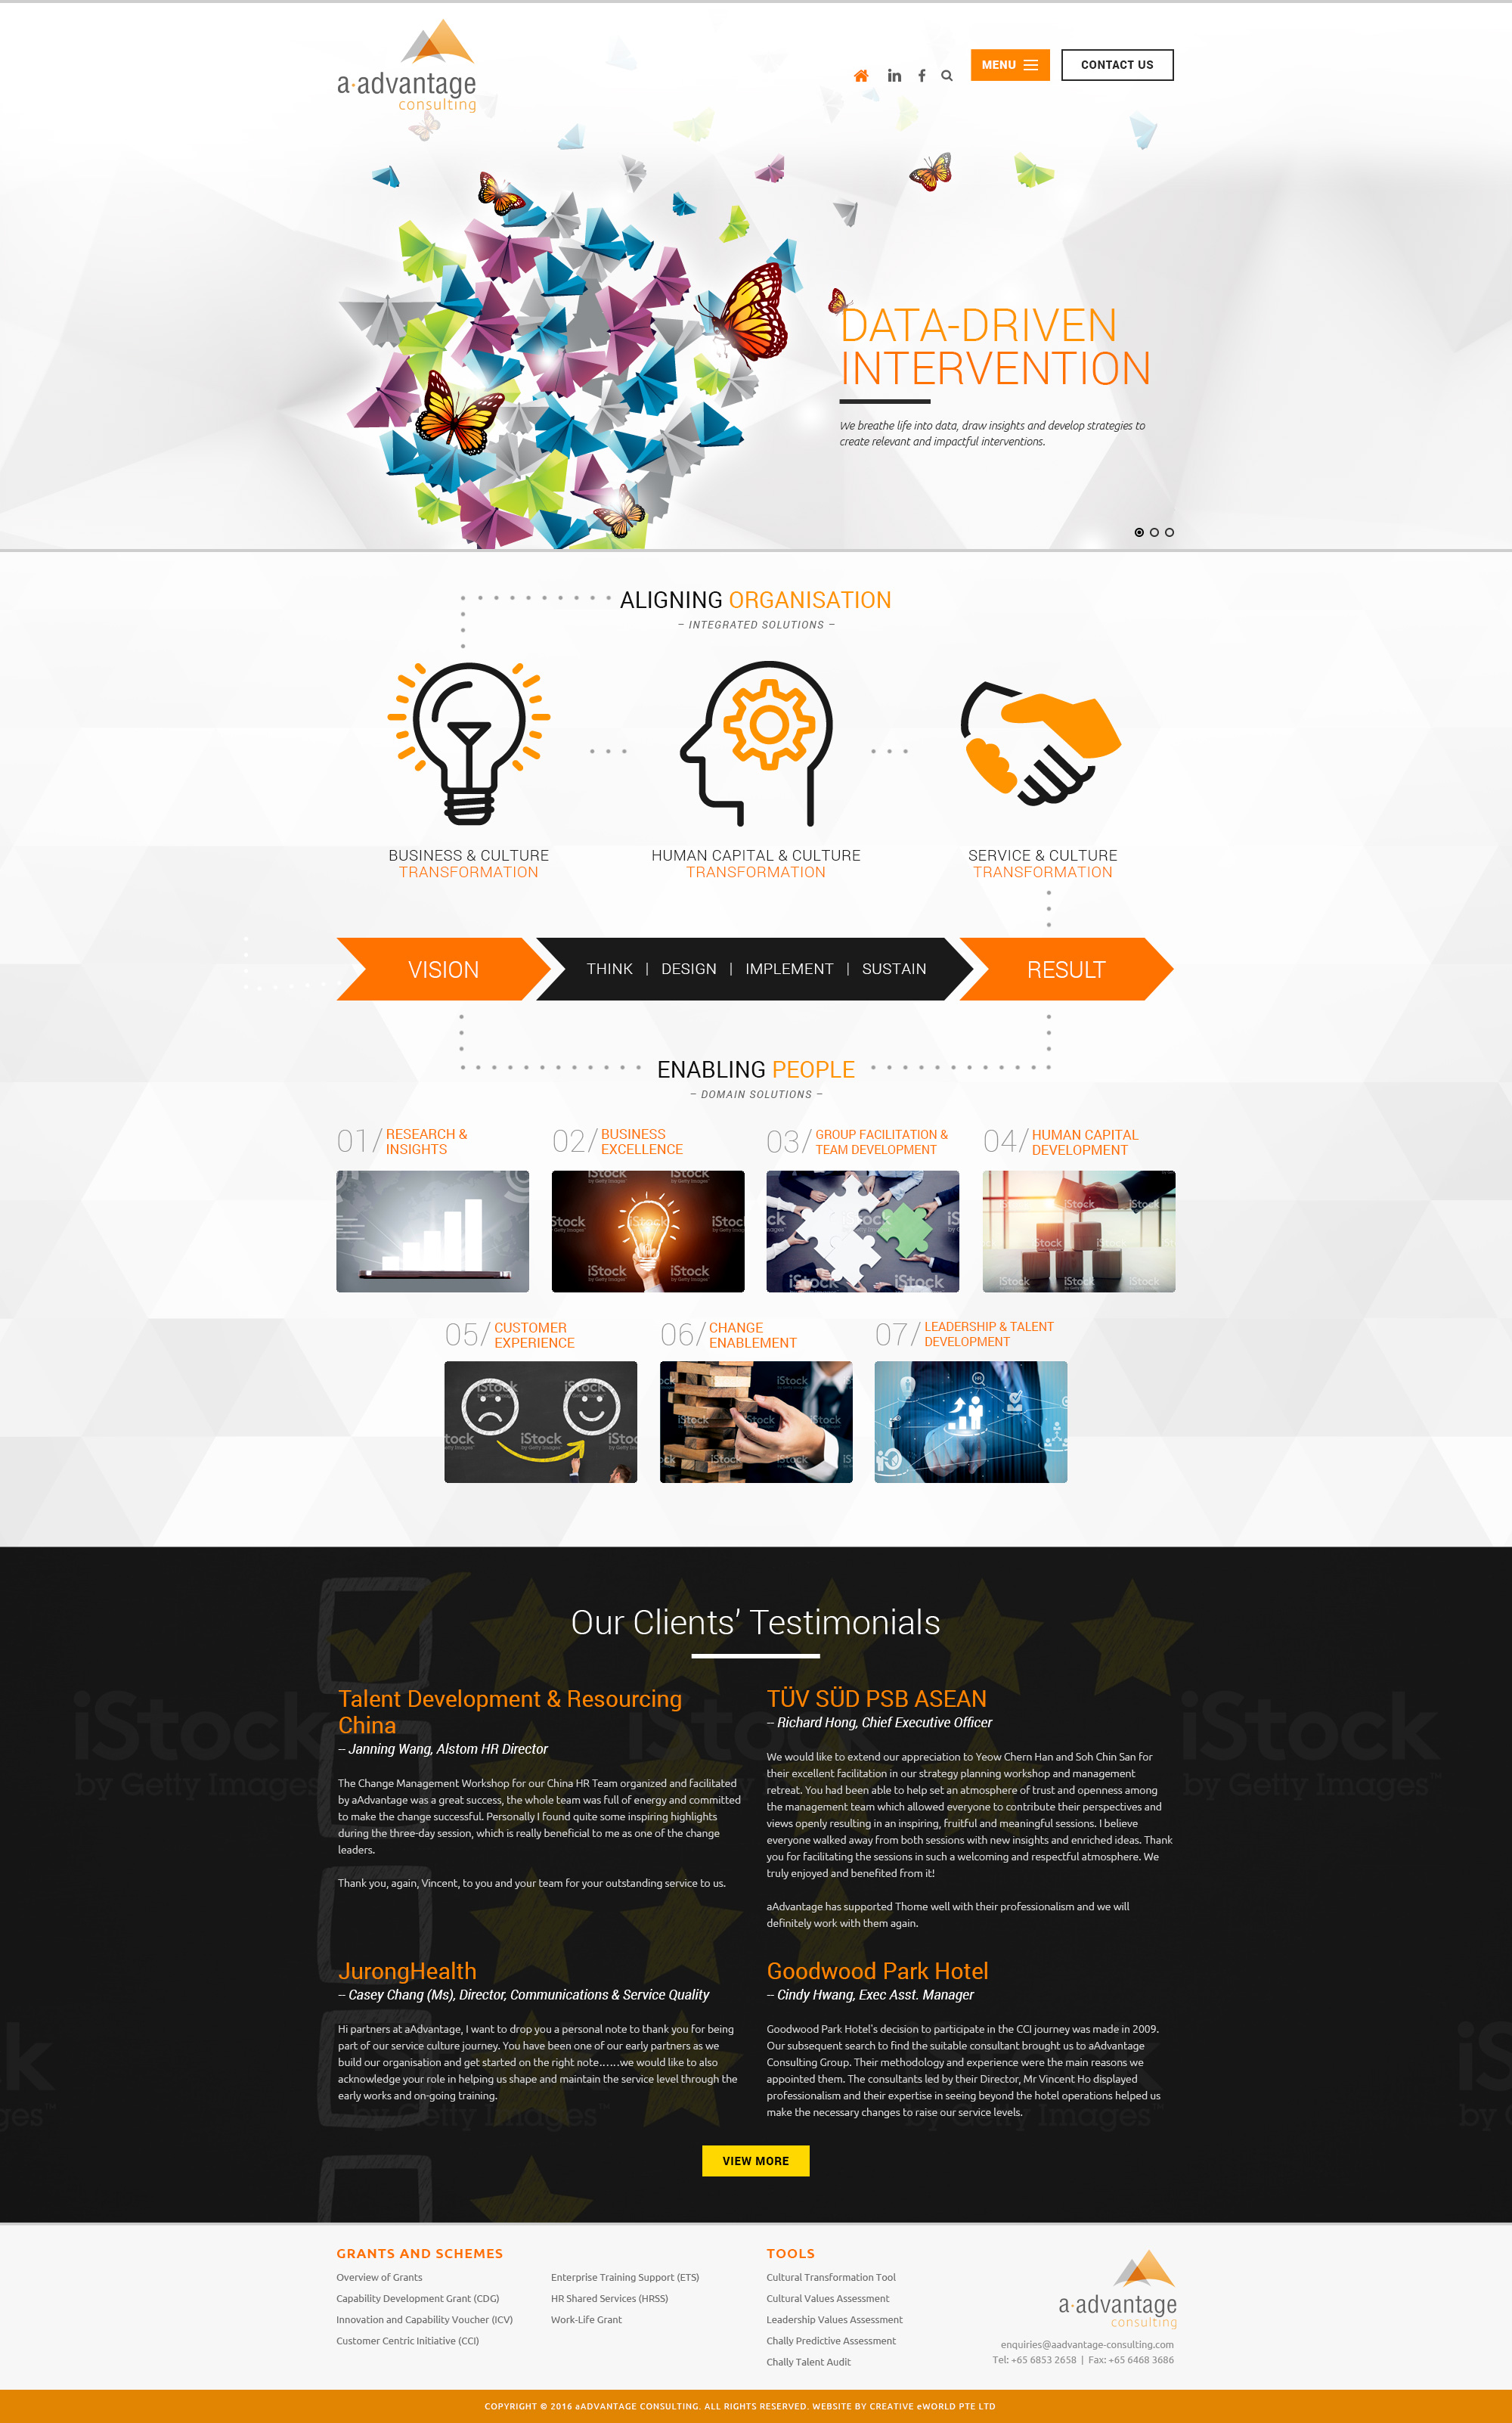 a·advantage
consulting
MENU
CONTACT US
DATA-DRIVEN
INTERVENTION
We breathe life into data, draw insights and develop strategies to
create relevant and impactful interventions.
ALIGNING ORGANISATION
– INTEGRATED SOLUTIONS –
BUSINESS & CULTURE
TRANSFORMATION
HUMAN CAPITAL & CULTURE
TRANSFORMATION
SERVICE & CULTURE
TRANSFORMATION
VISION
THINK | DESIGN | IMPLEMENT | SUSTAIN
RESULT
ENABLING PEOPLE
– DOMAIN SOLUTIONS –
01/ RESEARCH &
INSIGHTS
02/ BUSINESS
EXCELLENCE
03/ GROUP FACILITATION &
TEAM DEVELOPMENT
04/ HUMAN CAPITAL
DEVELOPMENT
05/ CUSTOMER
EXPERIENCE
06/ CHANGE
ENABLEMENT
07/ LEADERSHIP & TALENT
DEVELOPMENT
Our Clients’ Testimonials
Talent Development & Resourcing
China
-- Janning Wang, Alstom HR Director
The Change Management Workshop for our China HR Team organized and facilitated
by aAdvantage was a great success, the whole team was full of energy and committed
to make the change successful. Personally I found quite some inspiring highlights
during the three-day session, which is really beneficial to me as one of the change
leaders.
Thank you, again, Vincent, to you and your team for your outstanding service to us.
TÜV SÜD PSB ASEAN
-- Richard Hong, Chief Executive Officer
We would like to extend our appreciation to Yeow Chern Han and Soh Chin San for
their excellent facilitation in our strategy planning workshop and management
retreat. You had been able to help set an atmosphere of trust and openness among
the management team which allowed everyone to contribute their perspectives and
views openly resulting in an inspiring, fruitful and meaningful sessions. I believe
everyone walked away from both sessions with new insights and enriched ideas. Thank
you for facilitating the sessions in such a welcoming and respectful atmosphere. We
truly enjoyed and benefited from it!
aAdvantage has supported Thome well with their professionalism and we will
definitely work with them again.
JurongHealth
-- Casey Chang (Ms), Director, Communications & Service Quality
Hi partners at aAdvantage, I want to drop you a personal note to thank you for being
part of our service culture journey. You have been one of our early partners as we
build our organisation and get started on the right note……we would like to also
acknowledge your role in helping us shape and maintain the service level through the
early works and on-going training.
Goodwood Park Hotel
-- Cindy Hwang, Exec Asst. Manager
Goodwood Park Hotel's decision to participate in the CCI journey was made in 2009.
Our subsequent search to find the suitable consultant brought us to aAdvantage
Consulting Group. Their methodology and experience were the main reasons we
appointed them. The consultants led by their Director, Mr Vincent Ho displayed
professionalism and their expertise in seeing beyond the hotel operations helped us
make the necessary changes to raise our service levels.
iStock
by Getty Images™
iStock
by Getty Images™
VIEW MORE
GRANTS AND SCHEMES
Overview of Grants
Capability Development Grant (CDG)
Innovation and Capability Voucher (ICV)
Customer Centric Initiative (CCI)
Enterprise Training Support (ETS)
HR Shared Services (HRSS)
Work-Life Grant
TOOLS
Cultural Transformation Tool
Cultural Values Assessment
Leadership Values Assessment
Chally Predictive Assessment
Chally Talent Audit
a·advantage
consulting
enquiries@aadvantage-consulting.com
Tel: +65 6853 2658 | Fax: +65 6468 3686
COPYRIGHT © 2016 aADVANTAGE CONSULTING. ALL RIGHTS RESERVED. WEBSITE BY CREATIVE eWORLD PTE LTD